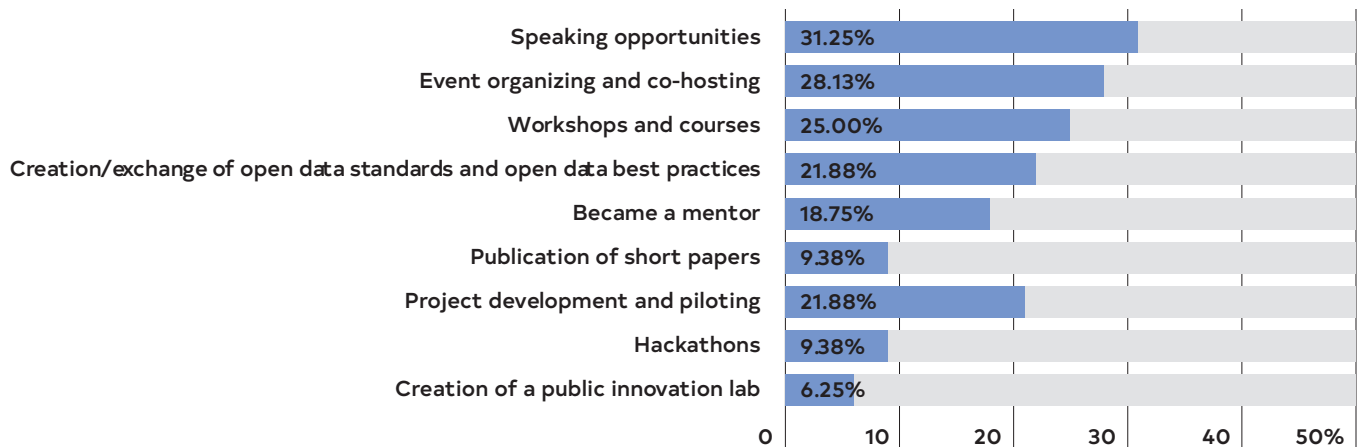 Speaking opportunities 31.25%
Event organizing and co-hosting 28.13%
Workshops and courses 25.00%
Creation/exchange of open data standards and open data best practices 21.88%
Became a mentor 18.75%
Publication of short papers 9.38%
Project development and piloting 21.88%
Hackathons 9.38%
Creation of a public innovation lab 6.25%
0 10 20 30 40 50%